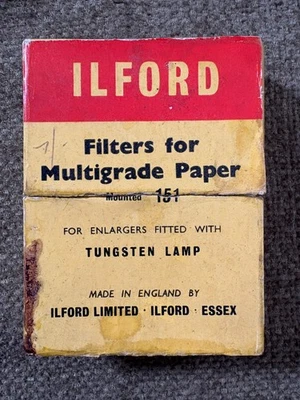 ILFORD
1/-
Filters for
Multigrade Paper
Mounted 151
FOR ENLARGERS FITTED WITH
TUNGSTEN LAMP
MADE IN ENGLAND BY
ILFORD LIMITED · ILFORD · ESSEX